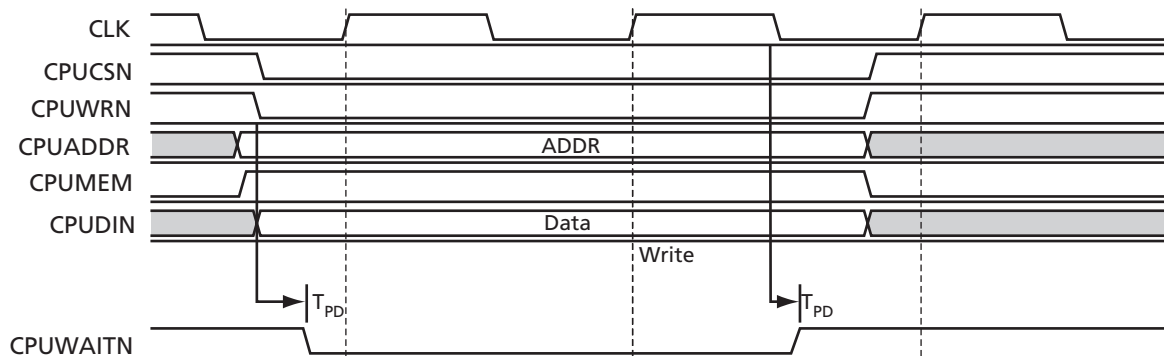 CLK
CPUCSN
CPUWRN
CPUADDR ADDR
CPUMEM
CPUDIN Data
Write
TPD TPD
CPUWAITN